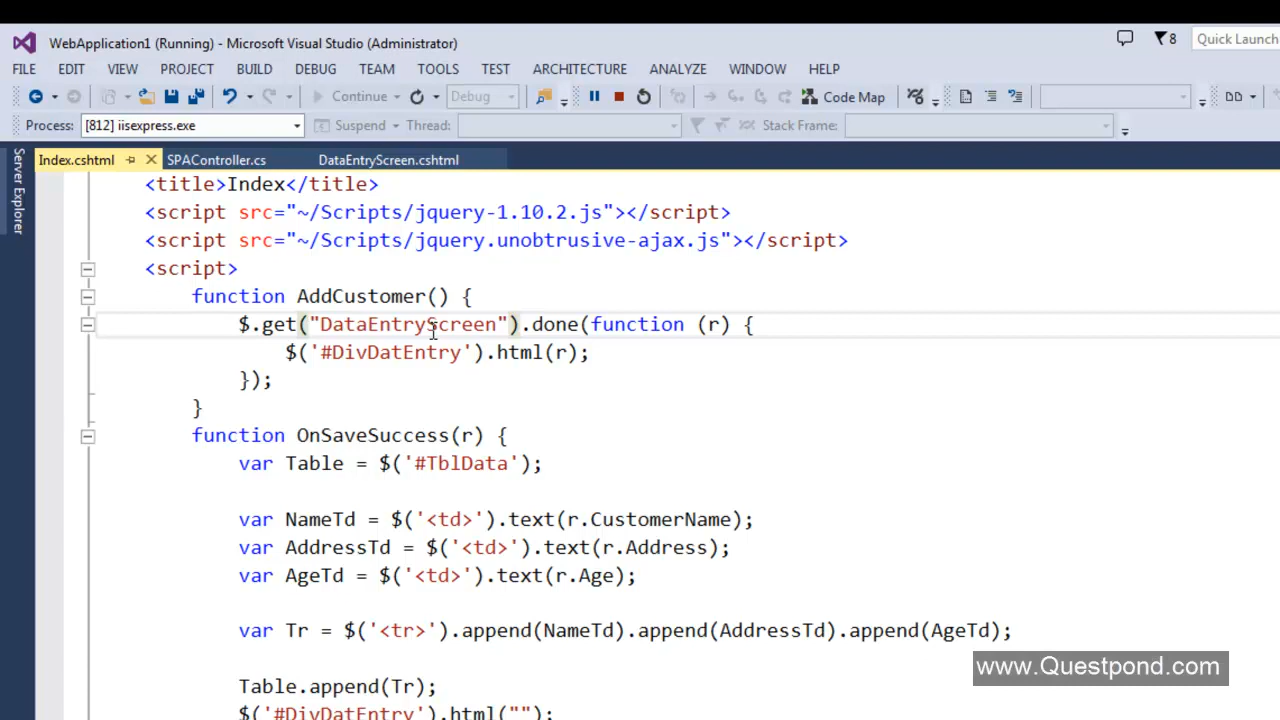 WebApplication1 (Running) - Microsoft Visual Studio (Administrator)
8
Quick Launch
FILE EDIT VIEW PROJECT BUILD DEBUG TEAM TOOLS TEST ARCHITECTURE ANALYZE WINDOW HELP
Continue Debug Code Map
Process: [812] iisexpress.exe Suspend Thread: Stack Frame:
Server Explorer
Index.cshtml SPAController.cs DataEntryScreen.cshtml
<title>Index</title>
<script src="~/Scripts/jquery-1.10.2.js"></script>
<script src="~/Scripts/jquery.unobtrusive-ajax.js"></script>
<script>
function AddCustomer() {
$.get("DataEntryScreen").done(function (r) {
$('#DivDatEntry').html(r);
});
}
function OnSaveSuccess(r) {
var Table = $('#TblData');
var NameTd = $('<td>').text(r.CustomerName);
var AddressTd = $('<td>').text(r.Address);
var AgeTd = $('<td>').text(r.Age);
var Tr = $('<tr>').append(NameTd).append(AddressTd).append(AgeTd);
www.Questpond.com
Table.append(Tr);
$('#DivDatEntry').html("");